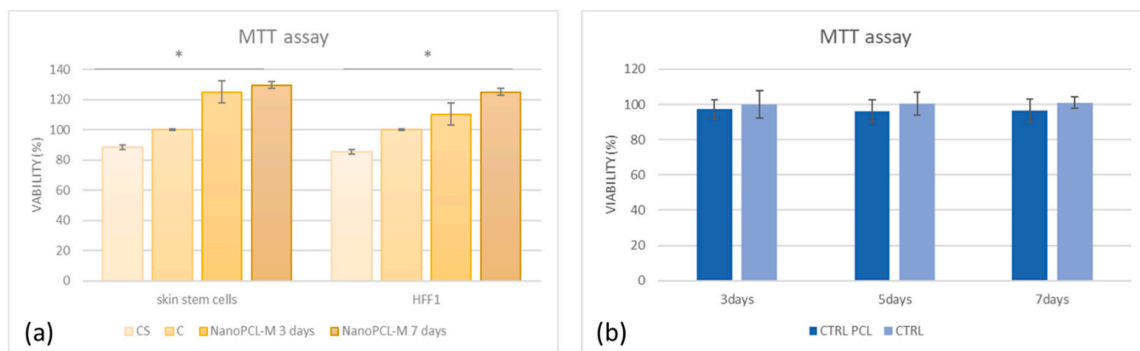 MTT assay
* *
140
120
100
80
60
40
20
0
VABILITY (%)
skin stem cells HFF1
CS C NanoPCL-M 3 days NanoPCL-M 7 days
(a)
MTT assay
120
100
80
60
40
20
0
VIABILITY (%)
3days 5days 7days
CTRL PCL CTRL
(b)